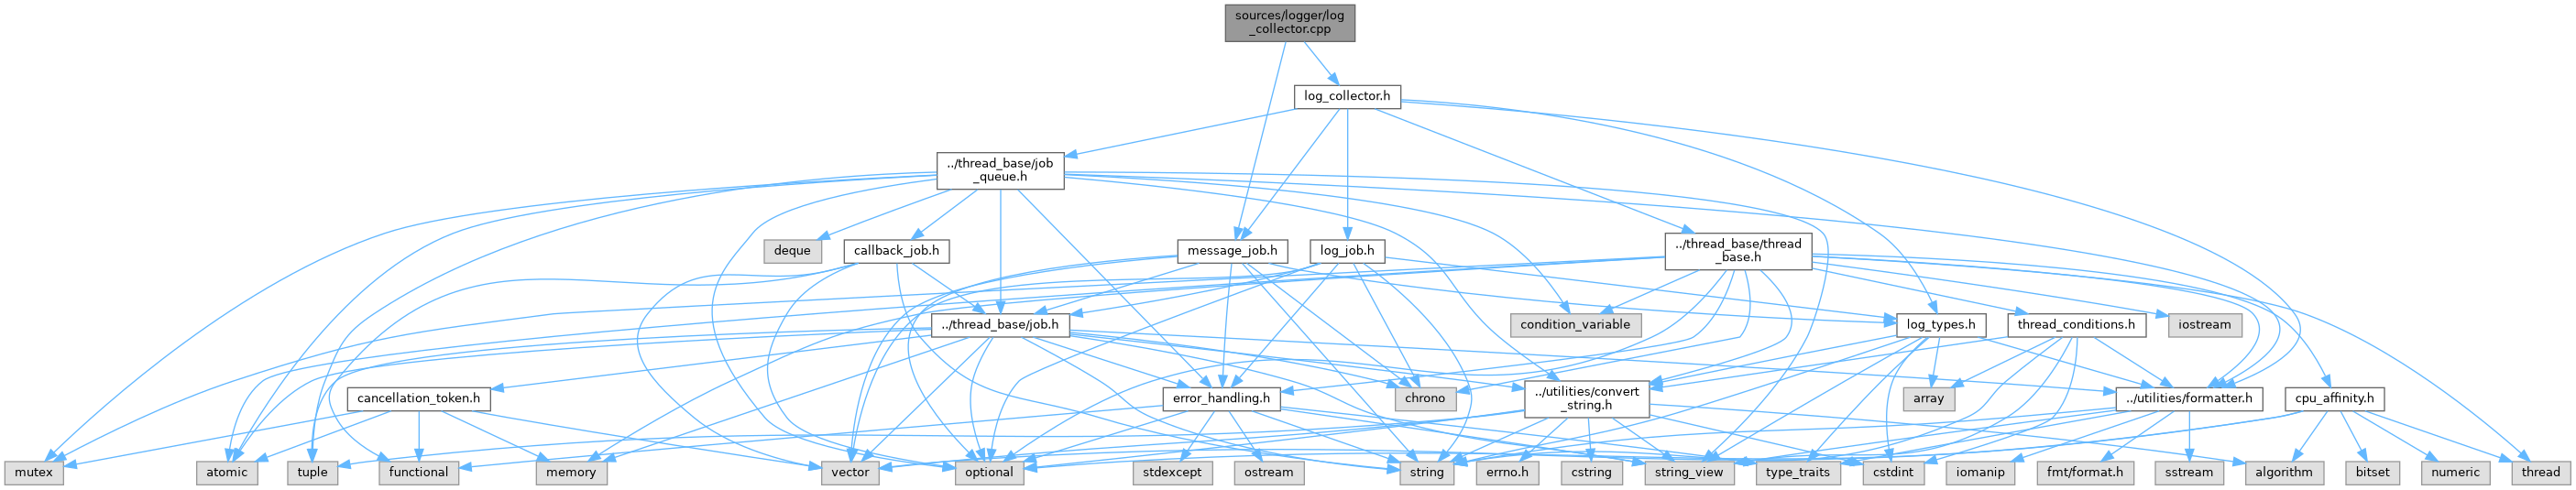 sources/logger/log
_collector.cpp
log_collector.h
../thread_base/job
_queue.h
deque
callback_job.h
message_job.h
log_job.h
../thread_base/thread
_base.h
../thread_base/job.h
condition_variable
log_types.h
thread_conditions.h
iostream
cancellation_token.h
error_handling.h
chrono
../utilities/convert
_string.h
array
../utilities/formatter.h
cpu_affinity.h
mutex
atomic
tuple
functional
memory
vector
optional
stdexcept
ostream
string
errno.h
cstring
string_view
type_traits
cstdint
iomanip
fmt/format.h
sstream
algorithm
bitset
numeric
thread